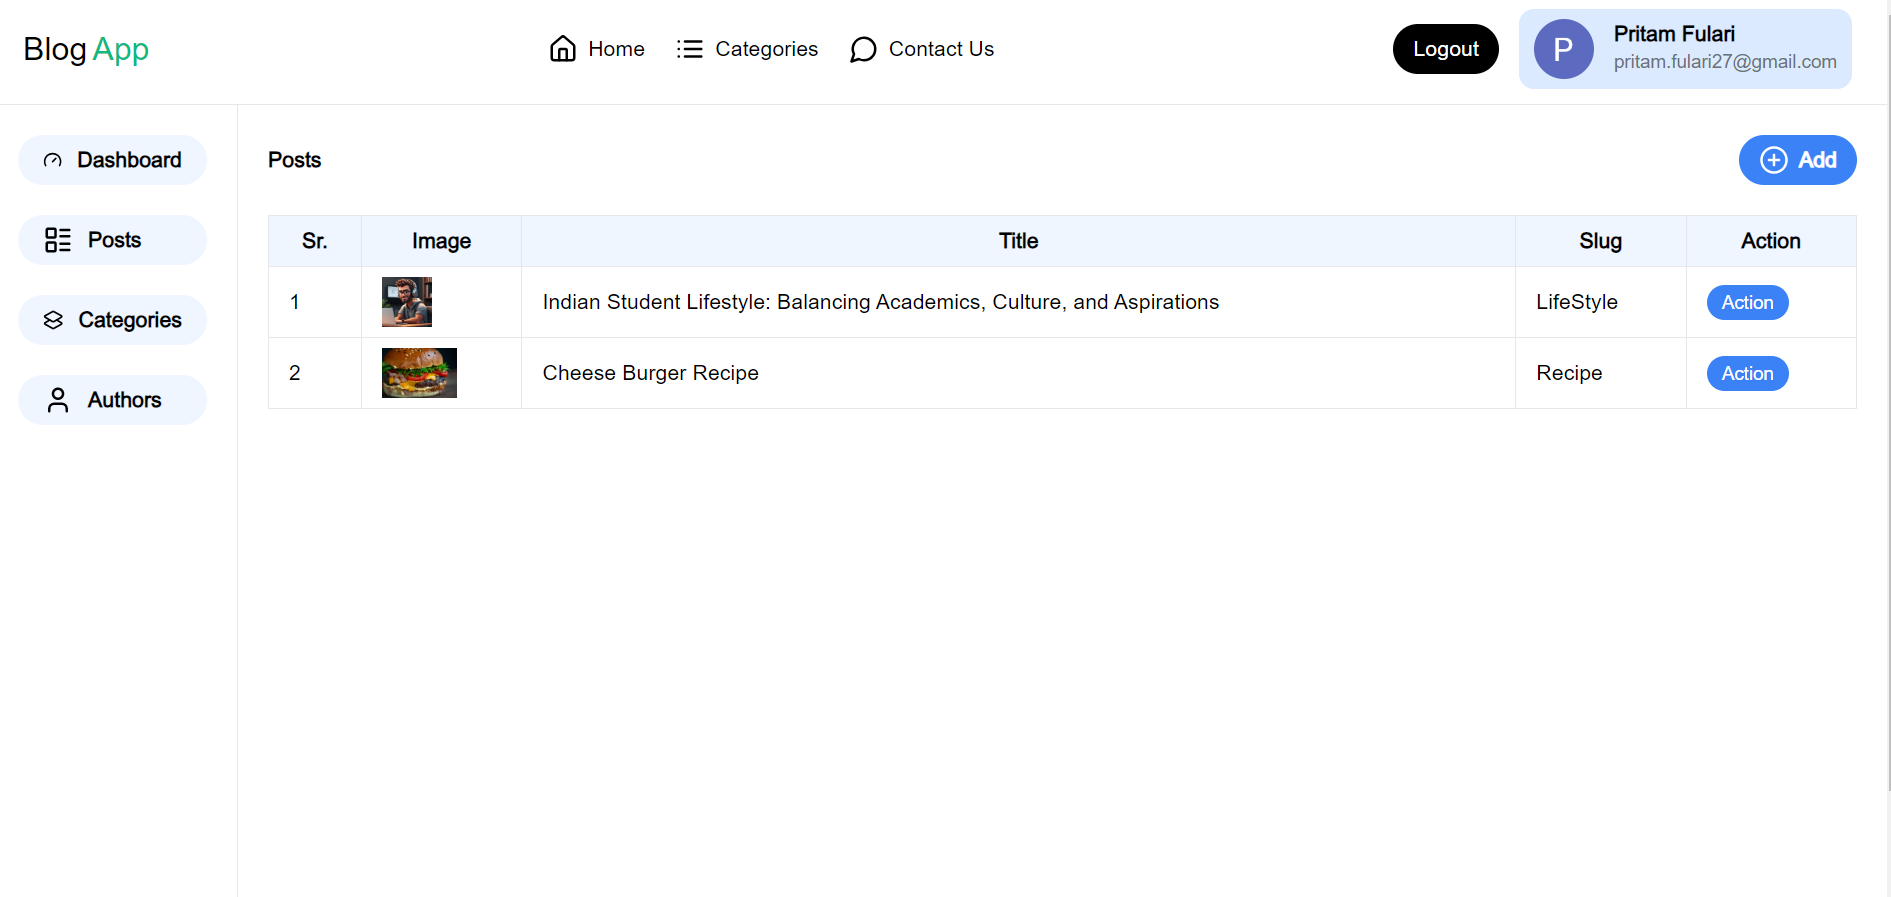 Blog App
Home
Categories
Contact Us
Logout
P
Pritam Fulari
pritam.fulari27@gmail.com
Dashboard
Posts
Categories
Authors
Posts
Add
Sr. Image Title Slug Action
1 Indian Student Lifestyle: Balancing Academics, Culture, and Aspirations LifeStyle Action
2 Cheese Burger Recipe Recipe Action